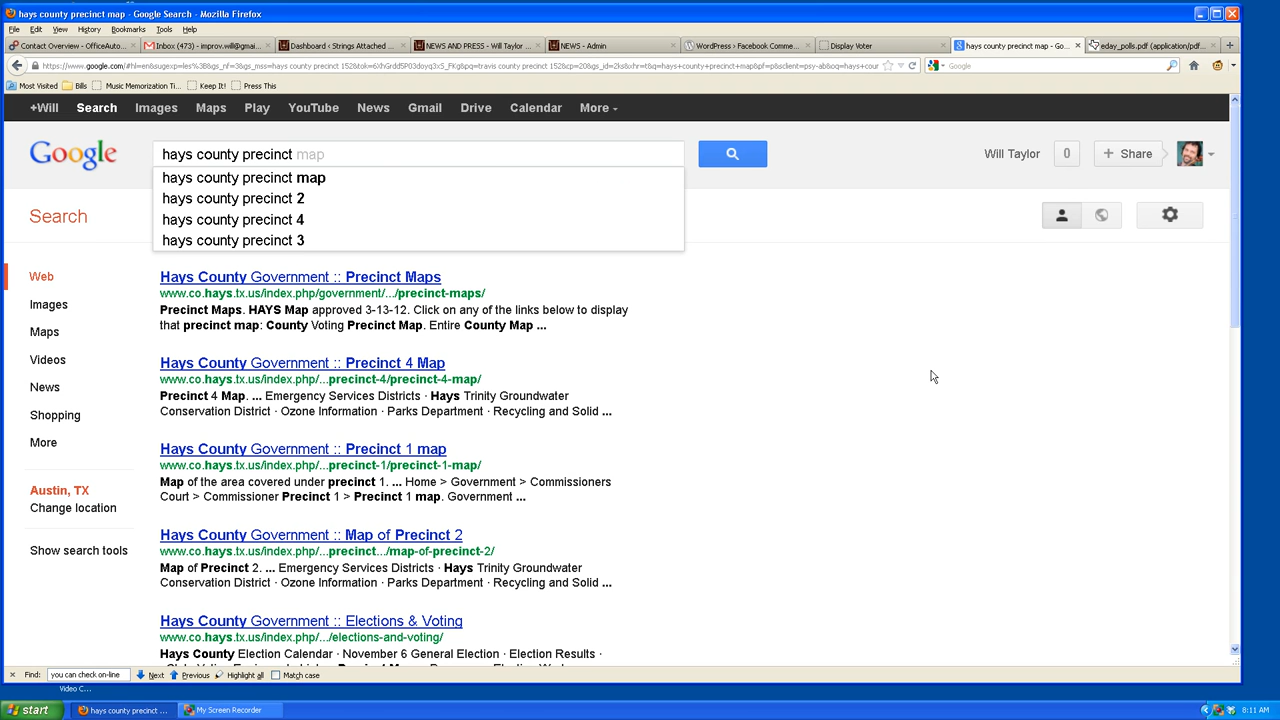 hays county precinct map - Google Search - Mozilla Firefox
File Edit View History Bookmarks Tools Help
Contact Overview - OfficeAuto... Inbox (473) - improv.will@gmail... Dashboard ‹ Strings Attached ... NEWS AND PRESS - Will Taylor ... NEWS - Admin WordPress › Facebook Comme... Display Voter hays county precinct map - Go... eday_polls.pdf (application/pdf...
Google
Most Visited Bills Music Memorization Ti... Keep It! Press This
+Will Search Images Maps Play YouTube News Gmail Drive Calendar More
Google hays county precinct map Will Taylor 0 + Share
hays county precinct map
hays county precinct 2
hays county precinct 4
hays county precinct 3
Search
Web
Images
Maps
Videos
News
Shopping
More
Austin, TX
Change location
Show search tools
Hays County Government :: Precinct Maps
www.co.hays.tx.us/index.php/government/.../precinct-maps/
Precinct Maps. HAYS Map approved 3-13-12. Click on any of the links below to display
that precinct map: County Voting Precinct Map. Entire County Map ...
Hays County Government :: Precinct 4 Map
www.co.hays.tx.us/index.php/...precinct-4/precinct-4-map/
Precinct 4 Map. ... Emergency Services Districts · Hays Trinity Groundwater
Conservation District · Ozone Information · Parks Department · Recycling and Solid ...
Hays County Government :: Precinct 1 map
www.co.hays.tx.us/index.php/...precinct-1/precinct-1-map/
Map of the area covered under precinct 1. ... Home > Government > Commissioners
Court > Commissioner Precinct 1 > Precinct 1 map. Government ...
Hays County Government :: Map of Precinct 2
www.co.hays.tx.us/index.php/...precinct.../map-of-precinct-2/
Map of Precinct 2. ... Emergency Services Districts · Hays Trinity Groundwater
Conservation District · Ozone Information · Parks Department · Recycling and Solid ...
Hays County Government :: Elections & Voting
www.co.hays.tx.us/index.php/.../elections-and-voting/
Hays County Election Calendar · November 6 General Election · Election Results ·
Find: you can check on-line Next Previous Highlight all Match case
Video C...
start hays county precinct ... My Screen Recorder 8:11 AM